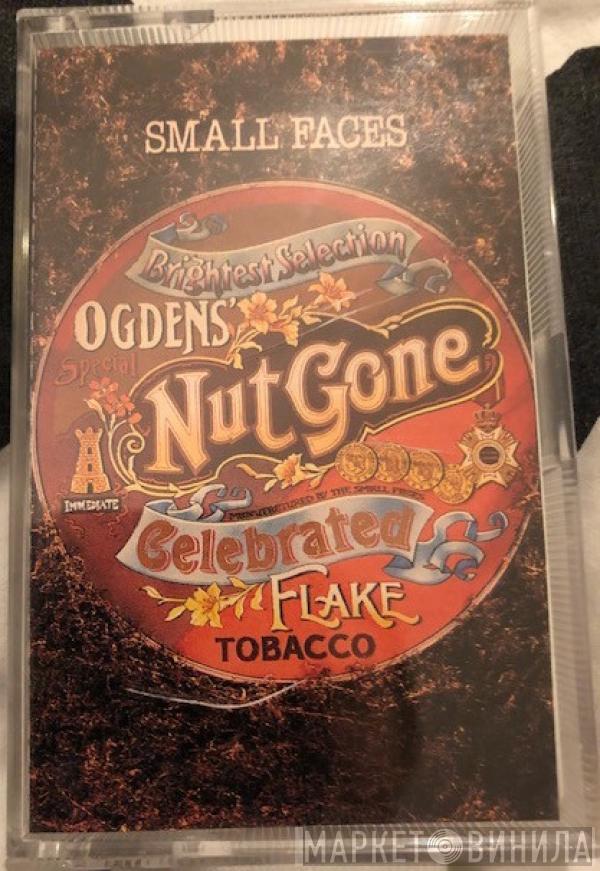 SMALL FACES
Brightest Selection
OGDENS'
Special
Nut Gone
IMMEDIATE
MANUFACTURED BY THE SMALL FACES
Celebrated
FLAKE
TOBACCO
МАРКЕТ ВИНИЛА